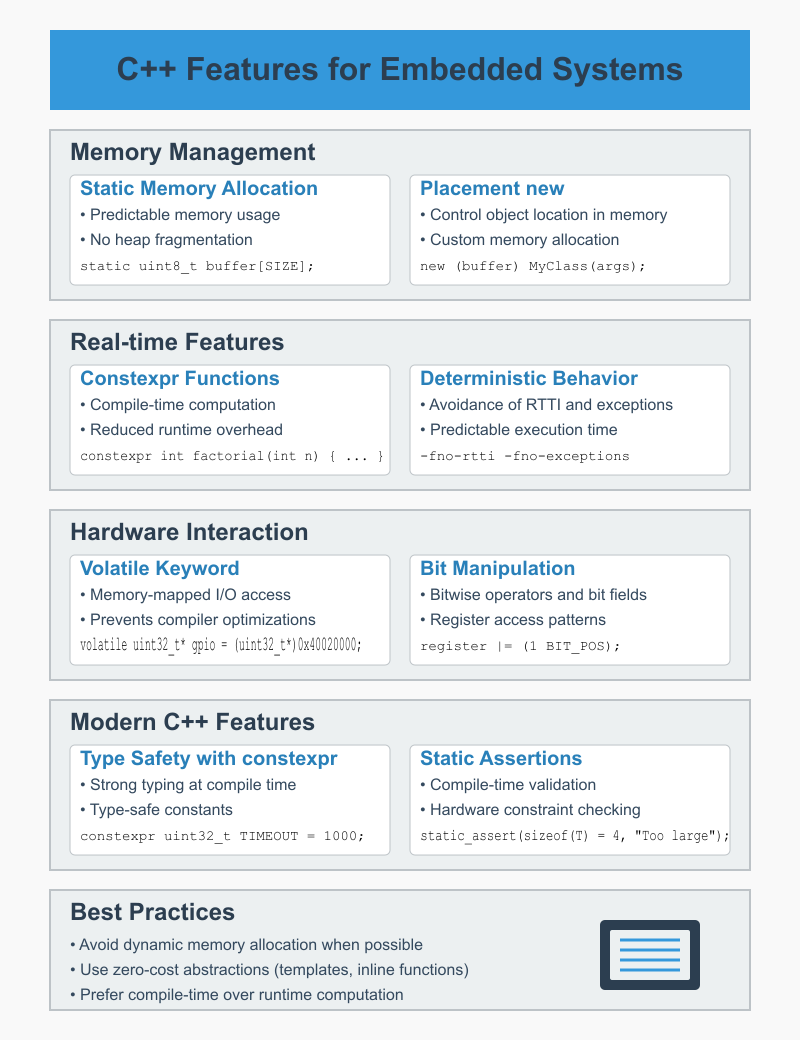 C++ Features for Embedded Systems
Memory Management
Static Memory Allocation
• Predictable memory usage
• No heap fragmentation
static uint8_t buffer[SIZE];
Placement new
• Control object location in memory
• Custom memory allocation
new (buffer) MyClass(args);
Real-time Features
Constexpr Functions
• Compile-time computation
• Reduced runtime overhead
constexpr int factorial(int n) { ... }
Deterministic Behavior
• Avoidance of RTTI and exceptions
• Predictable execution time
-fno-rtti -fno-exceptions
Hardware Interaction
Volatile Keyword
• Memory-mapped I/O access
• Prevents compiler optimizations
volatile uint32_t* gpio = (uint32_t*)0x40020000;
Bit Manipulation
• Bitwise operators and bit fields
• Register access patterns
register |= (1 BIT_POS);
Modern C++ Features
Type Safety with constexpr
• Strong typing at compile time
• Type-safe constants
constexpr uint32_t TIMEOUT = 1000;
Static Assertions
• Compile-time validation
• Hardware constraint checking
static_assert(sizeof(T) = 4, "Too large");
Best Practices
• Avoid dynamic memory allocation when possible
• Use zero-cost abstractions (templates, inline functions)
• Prefer compile-time over runtime computation